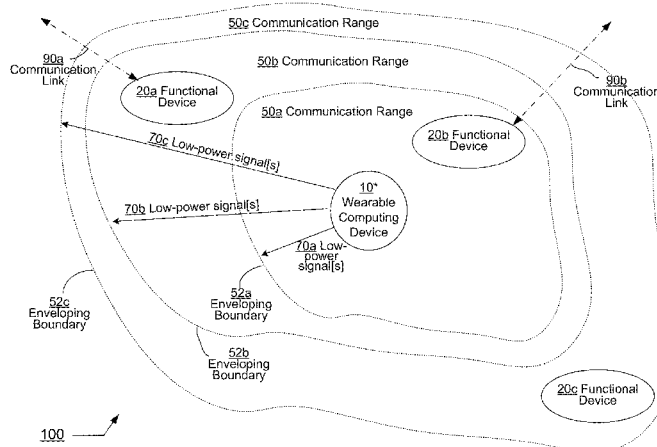 50c Communication Range
90a
Communication
Link
50b Communication Range
20a Functional
Device
50a Communication Range
90b
Communication
Link
20b Functional
Device
70c Low-power signal[s}
10*
Wearable
Computing
Device
70b Low-power signal[s}
70a Low-
power
signal[s}
52c
Enveloping
Boundary
52a
Enveloping
Boundary
52b
Enveloping
Boundary
20c Functional
Device
100